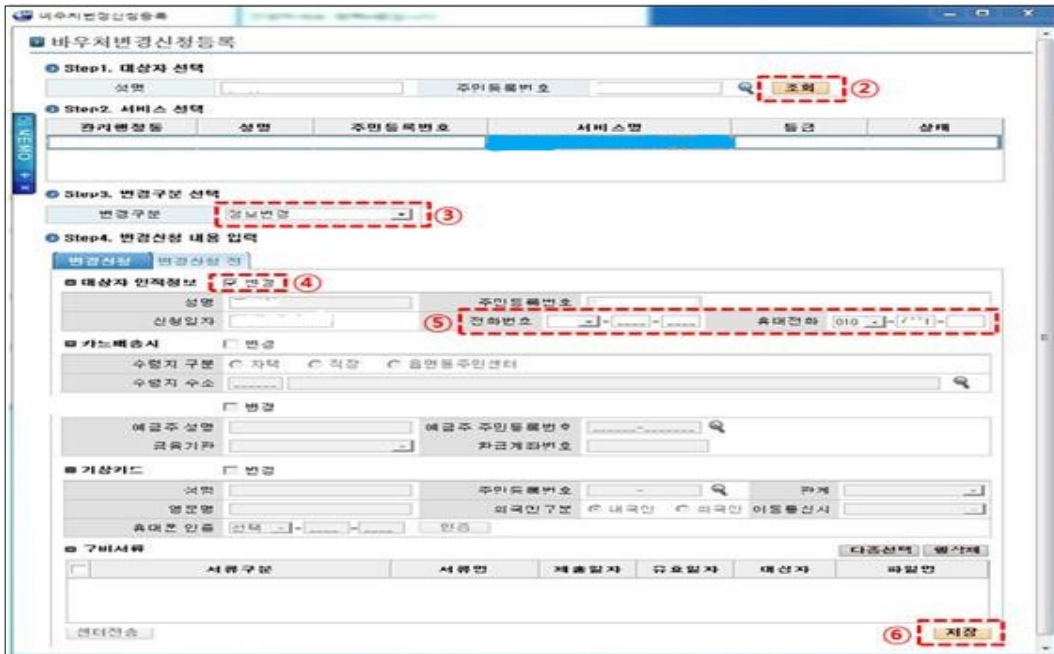 바우처변경신청등록
바우처변경신청등록
Step1. 대상자 선택
성명 주민등록번호 조회 ②
Step2. 서비스 선택
관리행정동 성명 주민등록번호 서비스명 등급 상태
VEMO +
Step3. 변경구분 선택
변경구분 정보변경 ③
Step4. 변경신청 내용 입력
변경신청 변경신청 전
대상자 인적정보 변경 ④
성명 주민등록번호
신청일자 ⑤ 전화번호 - - 휴대전화 010 - -
카드배송지 변경
수령지 구분 자택 직장 읍면동주민센터
수령지 주소
변경
예금주 성명 예금주 주민등록번호 -
금융기관 환급계좌번호
가상카드 변경
성명 주민등록번호 - 관계
영문명 외국인구분 내국인 외국인 이동통신사
휴대폰 인증 선택 - - 인증
구비서류 다중선택 행삭제
서류구분 서류명 제출일자 유효일자 대상자 파일명
센터전송 ⑥ 저장